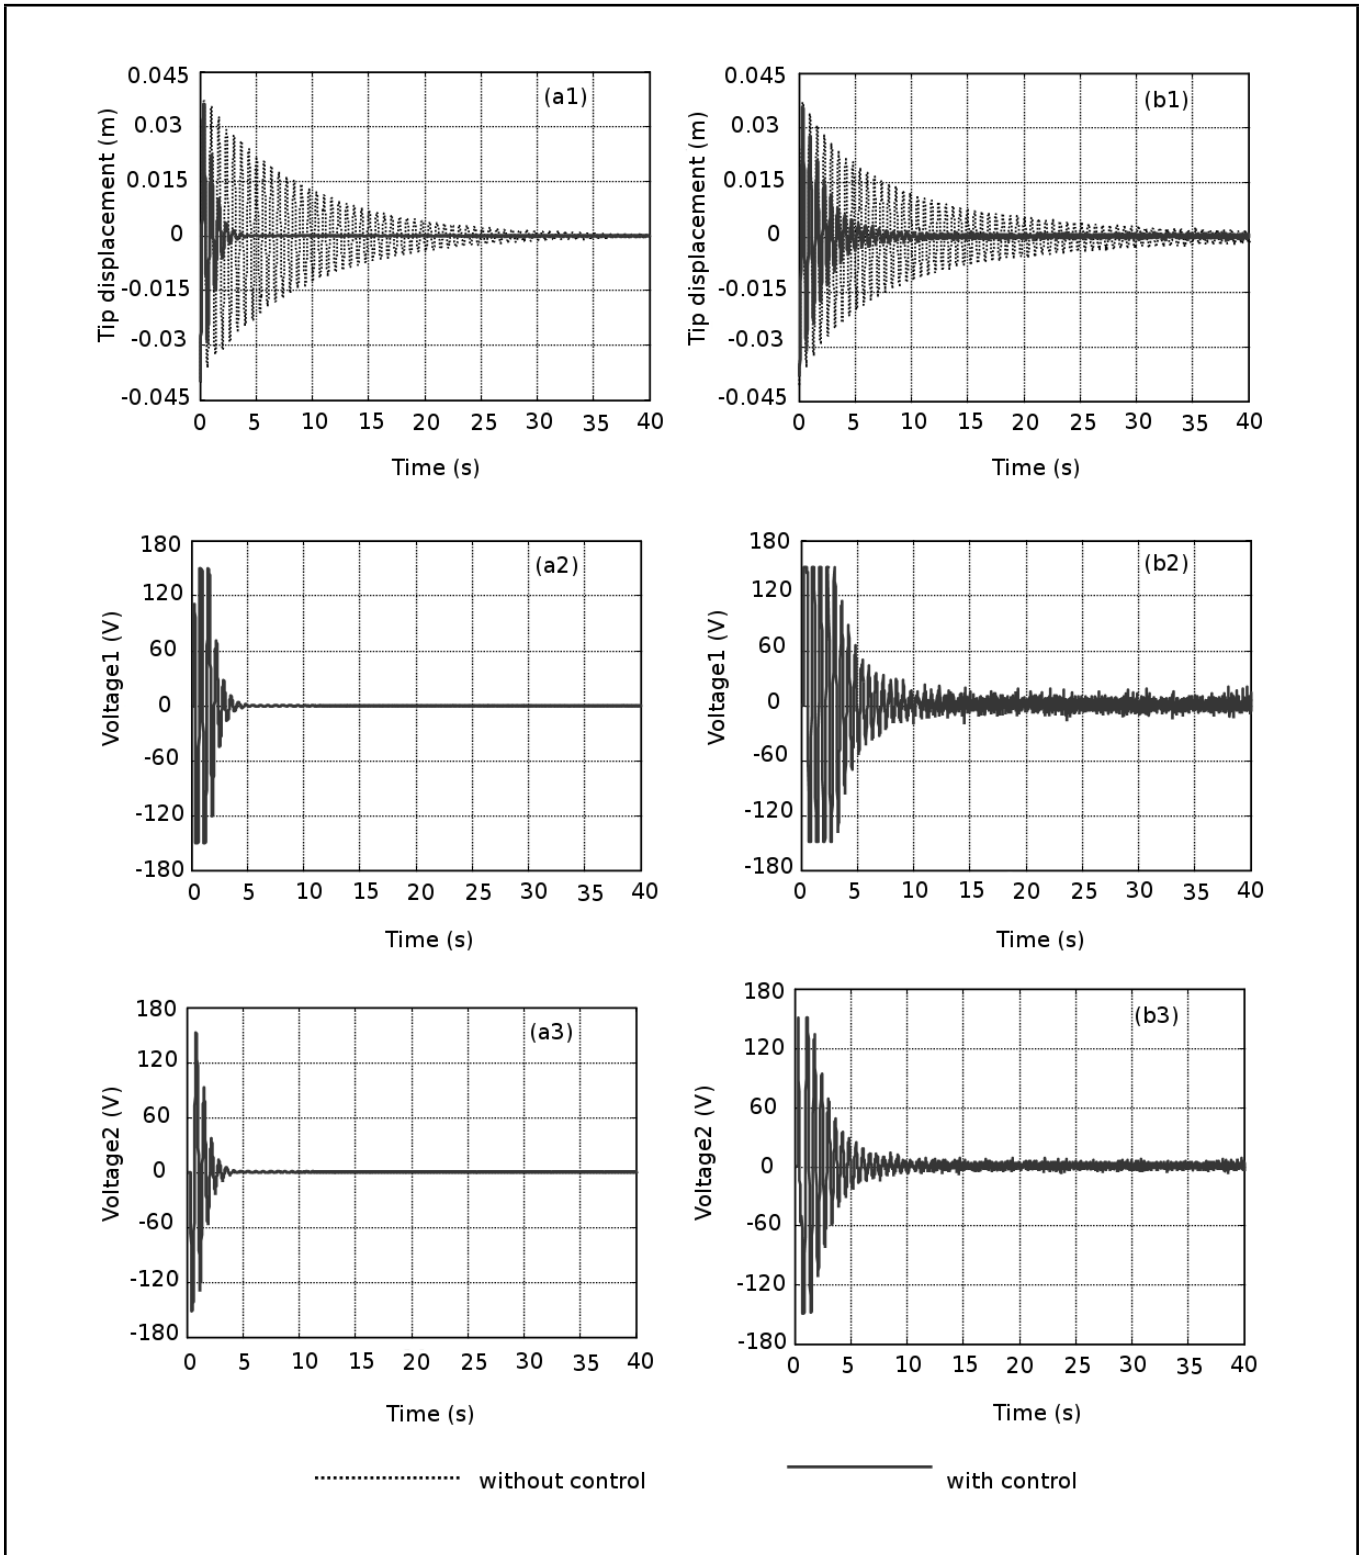 0.045
0.03
0.015
0
-0.015
-0.03
-0.045
Tip displacement (m)
(a1)
0 5 10 15 20 25 30 35 40
Time (s)
0.045
0.03
0.015
0
-0.015
-0.03
-0.045
Tip displacement (m)
(b1)
0 5 10 15 20 25 30 35 40
Time (s)
180
120
60
0
-60
-120
-180
Voltage1 (V)
(a2)
0 5 10 15 20 25 30 35 40
Time (s)
180
120
60
0
-60
-120
-180
Voltage1 (V)
(b2)
0 5 10 15 20 25 30 35 40
Time (s)
180
120
60
0
-60
-120
-180
Voltage2 (V)
(a3)
0 5 10 15 20 25 30 35 40
Time (s)
180
120
60
0
-60
-120
-180
Voltage2 (V)
(b3)
0 5 10 15 20 25 30 35 40
Time (s)
without control
with control